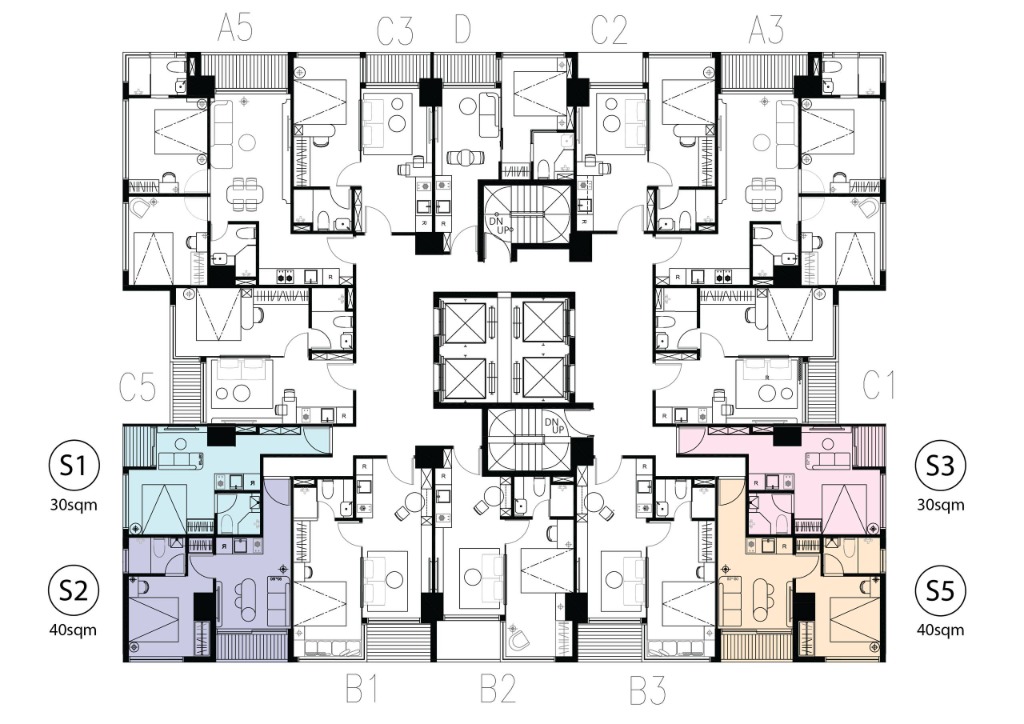 A5 C3 D C2 A3
R R R
DN
UP
R R
C5 C1
R
R R
DN
UP
S1 S3
30sqm 30sqm
R R R
R R
R R
S2 S5
40sqm 40sqm
B1 B2 B3